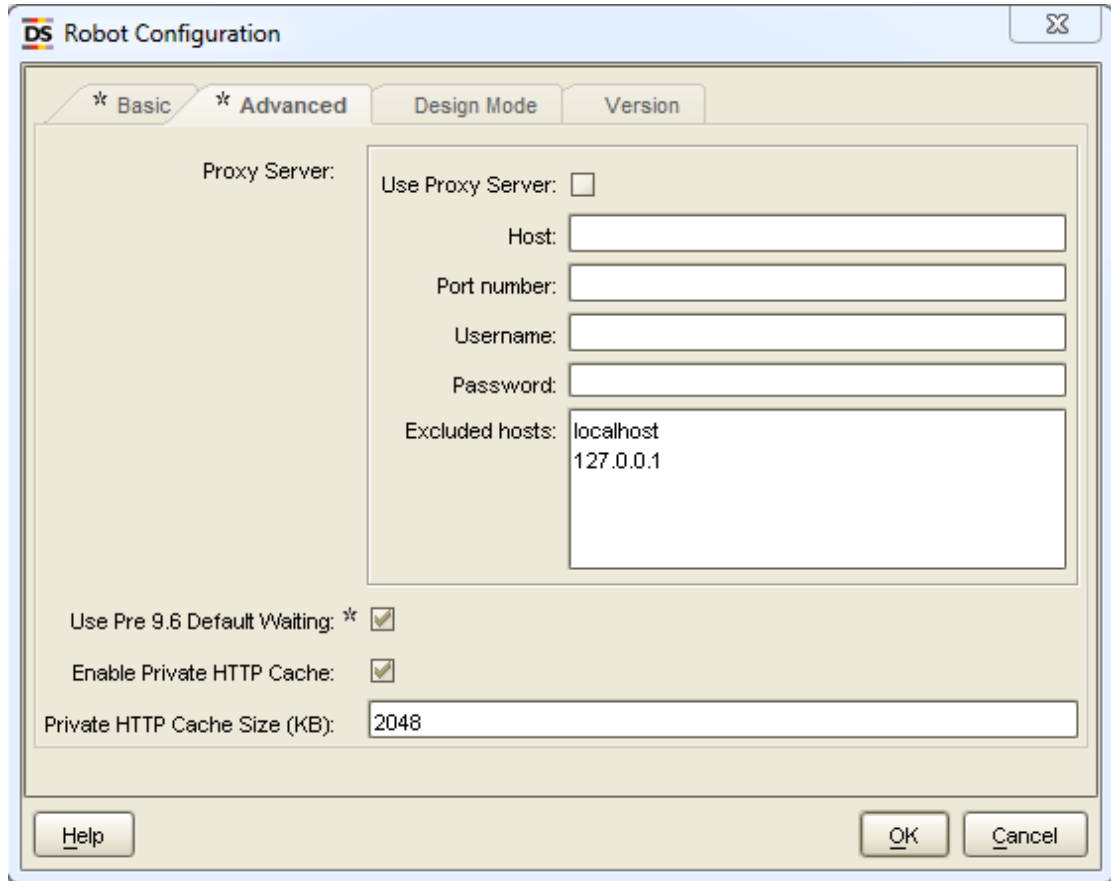 DS Robot Configuration
* Basic * Advanced Design Mode Version
Proxy Server:
Use Proxy Server:
Host:
Port number:
Username:
Password:
Excluded hosts: localhost
127.0.0.1
Use Pre 9.6 Default Waiting: *
Enable Private HTTP Cache:
Private HTTP Cache Size (KB): 2048
Help OK Cancel